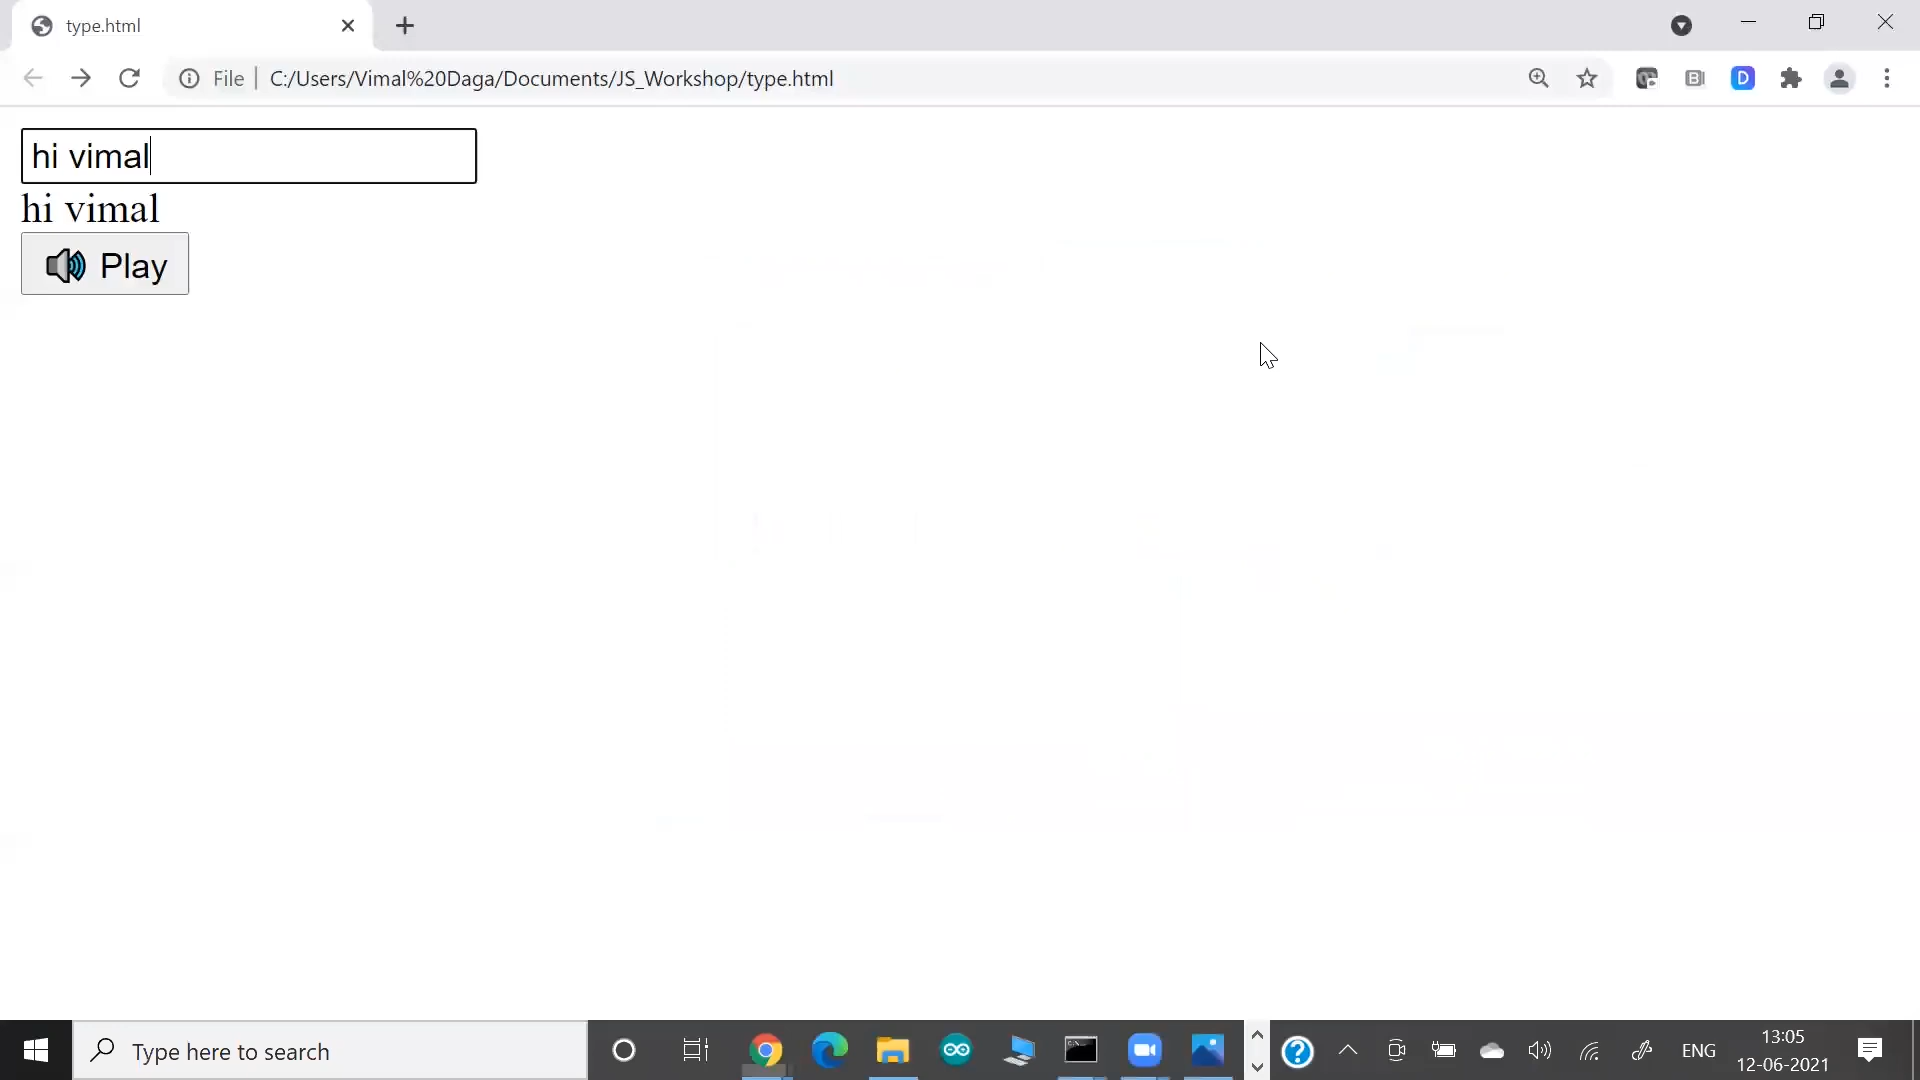 type.html
File
C:/Users/Vimal%20Daga/Documents/JS_Workshop/type.html
hi vimal
hi vimal
Play
Type here to search
ENG
13:05
12-06-2021